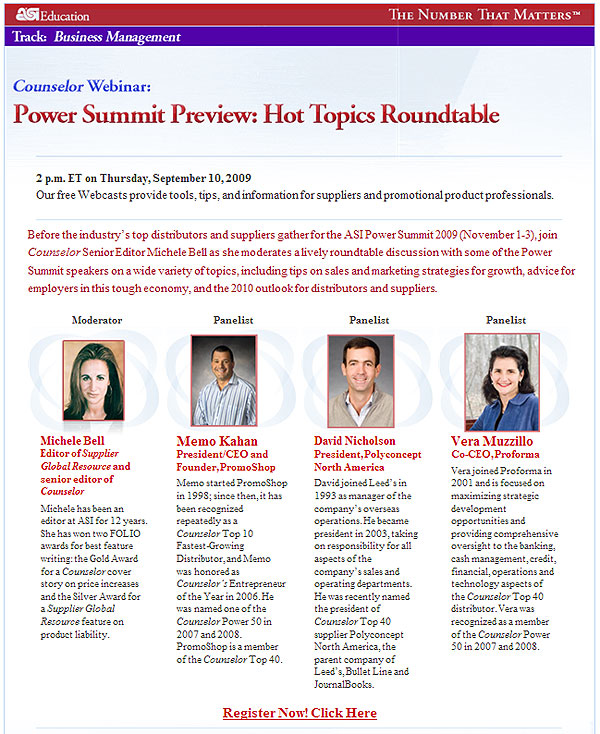 ASI Education
THE NUMBER THAT MATTERS™
Track: Business Management
Counselor Webinar:
Power Summit Preview: Hot Topics Roundtable
2 p.m. ET on Thursday, September 10, 2009
Our free Webcasts provide tools, tips, and information for suppliers and promotional product professionals.
Before the industry's top distributors and suppliers gather for the ASI Power Summit 2009 (November 1-3), join
Counselor Senior Editor Michele Bell as she moderates a lively roundtable discussion with some of the Power
Summit speakers on a wide variety of topics, including tips on sales and marketing strategies for growth, advice for
employers in this tough economy, and the 2010 outlook for distributors and suppliers.
Moderator
Michele Bell
Editor of Supplier
Global Resource and
senior editor of
Counselor
Michele has been an
editor at ASI for 12 years.
She has won two FOLIO
awards for best feature
writing: the Gold Award
for a Counselor cover
story on price increases
and the Silver Award for
a Supplier Global
Resource feature on
product liability.
Panelist
Memo Kahan
President/CEO and
Founder, PromoShop
Memo started PromoShop
in 1998; since then, it has
been recognized
repeatedly as a
Counselor Top 10
Fastest-Growing
Distributor, and Memo
was honored as
Counselor's Entrepreneur
of the Year in 2006. He
was named one of the
Counselor Power 50 in
2007 and 2008.
PromoShop is a member
of the Counselor Top 40.
Panelist
David Nicholson
President, Polyconcept
North America
David joined Leed's in
1993 as manager of the
company's overseas
operations. He became
president in 2003, taking
on responsibility for all
aspects of the
company's sales and
operating departments.
He was recently named
the president of
Counselor Top 40
supplier Polyconcept
North America, the
parent company of
Leed's, Bullet Line and
JournalBooks.
Panelist
Vera Muzzillo
Co-CEO, Proforma
Vera joined Proforma in
2001 and is focused on
maximizing strategic
development
opportunities and
providing comprehensive
oversight to the banking,
cash management, credit,
financial, operations and
technology aspects of
the Counselor Top 40
distributor. Vera was
recognized as a member
of the Counselor Power
50 in 2007 and 2008.
Register Now! Click Here